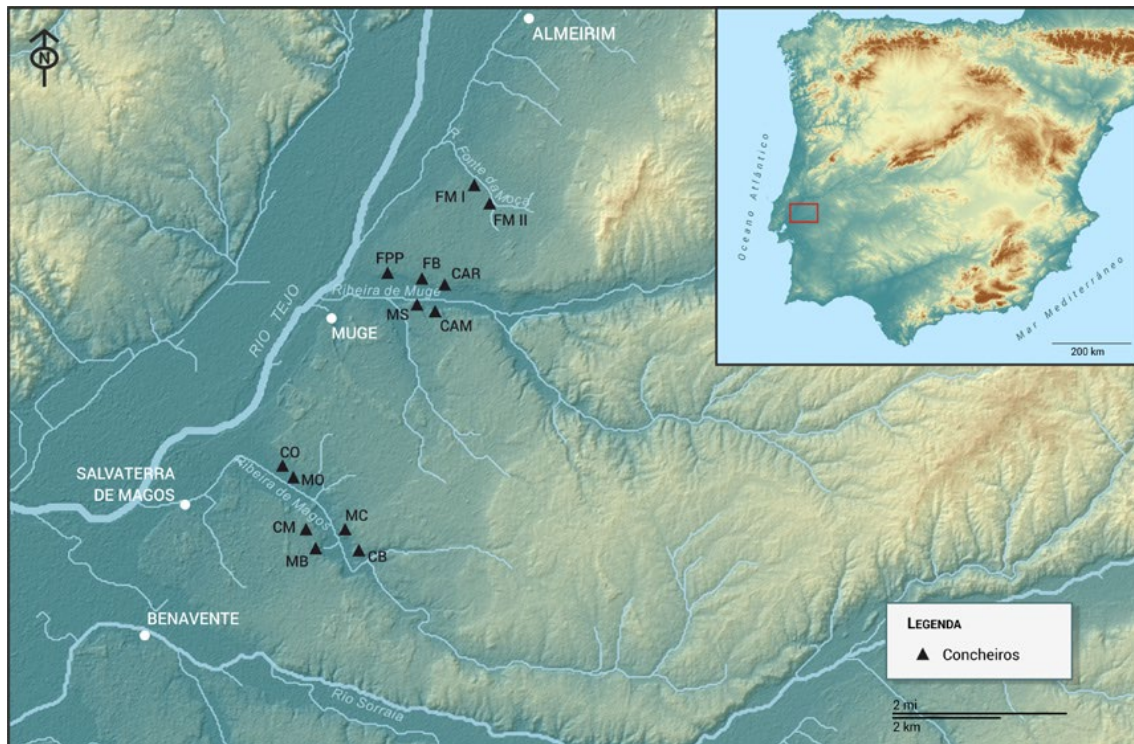 N
ALMEIRIM
R. Fonte da Moça
FM I
FM II
FPP
FB
CAR
Ribeira de Muge
MS
CAM
RIO TEJO
MUGE
CO
MO
SALVATERRA
DE MAGOS
Ribeira de Magos
CM
MC
MB
CB
BENAVENTE
Rio Sorraia
Oceano Atlântico
Mar Mediterrâneo
200 km
LEGENDA
Concheiros
2 mi
2 km